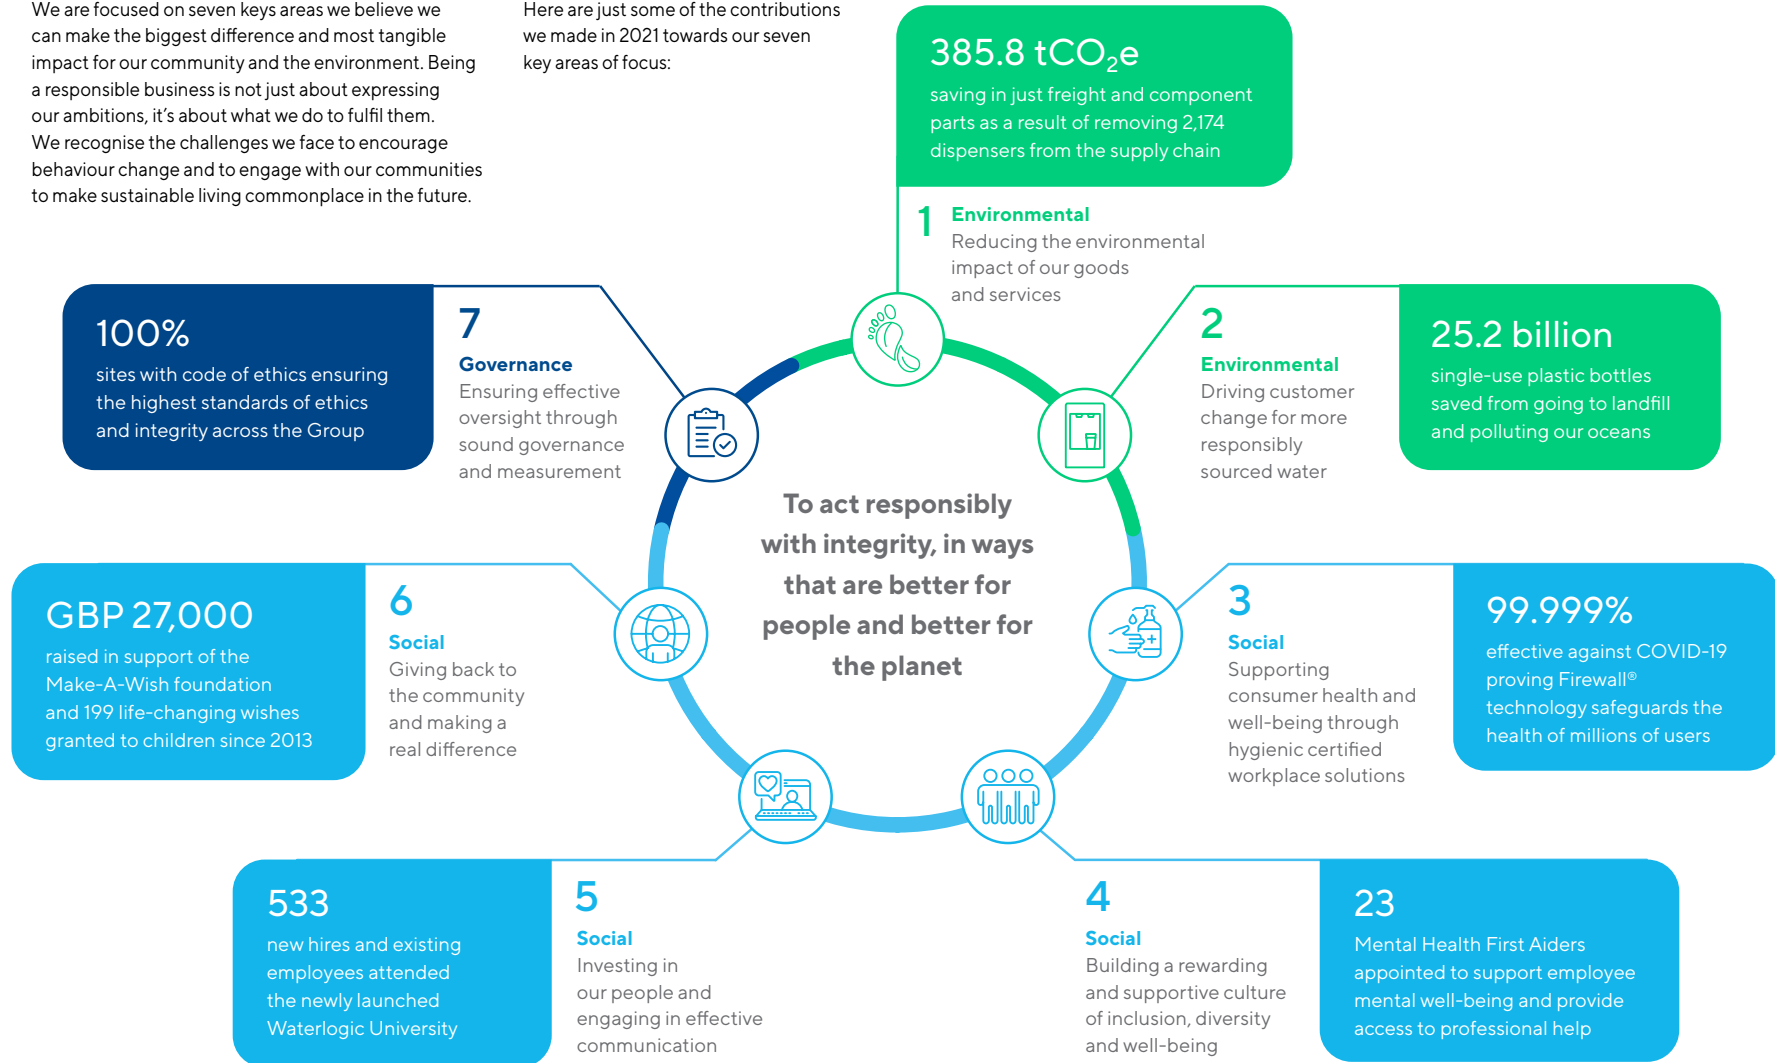 We are focused on seven keys areas we believe we
can make the biggest difference and most tangible
impact for our community and the environment. Being
a responsible business is not just about expressing
our ambitions, it’s about what we do to fulfil them.
We recognise the challenges we face to encourage
behaviour change and to engage with our communities
to make sustainable living commonplace in the future.
Here are just some of the contributions
we made in 2021 towards our seven
key areas of focus:
385.8 tCO₂e
saving in just freight and component
parts as a result of removing 2,174
dispensers from the supply chain
1
Environmental
Reducing the environmental
impact of our goods
and services
2
Environmental
Driving customer
change for more
responsibly
sourced water
25.2 billion
single-use plastic bottles
saved from going to landfill
and polluting our oceans
3
Social
Supporting
consumer health and
well-being through
hygienic certified
workplace solutions
99.999%
effective against COVID-19
proving Firewall®
technology safeguards the
health of millions of users
4
Social
Building a rewarding
and supportive culture
of inclusion, diversity
and well-being
23
Mental Health First Aiders
appointed to support employee
mental well-being and provide
access to professional help
533
new hires and existing
employees attended
the newly launched
Waterlogic University
5
Social
Investing in
our people and
engaging in effective
communication
GBP 27,000
raised in support of the
Make-A-Wish foundation
and 199 life-changing wishes
granted to children since 2013
6
Social
Giving back to
the community
and making a
real difference
100%
sites with code of ethics ensuring
the highest standards of ethics
and integrity across the Group
7
Governance
Ensuring effective
oversight through
sound governance
and measurement
To act responsibly
with integrity, in ways
that are better for
people and better for
the planet